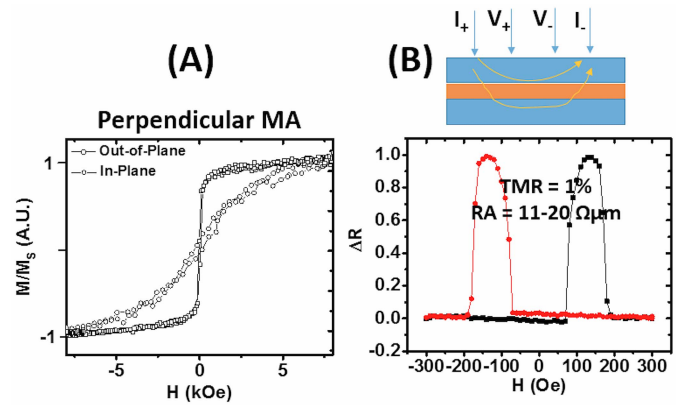 (A)
Perpendicular MA
Out-of-Plane
In-Plane
M/M_S (A.U.)
1
-1
-5 0 5
H (kOe)
(B)
I+ V+ V- I-
TMR = 1%
RA = 11-20 Ωμm
ΔR
1.0
0.8
0.6
0.4
0.2
0.0
-0.2
-300 -200 -100 0 100 200 300
H (Oe)